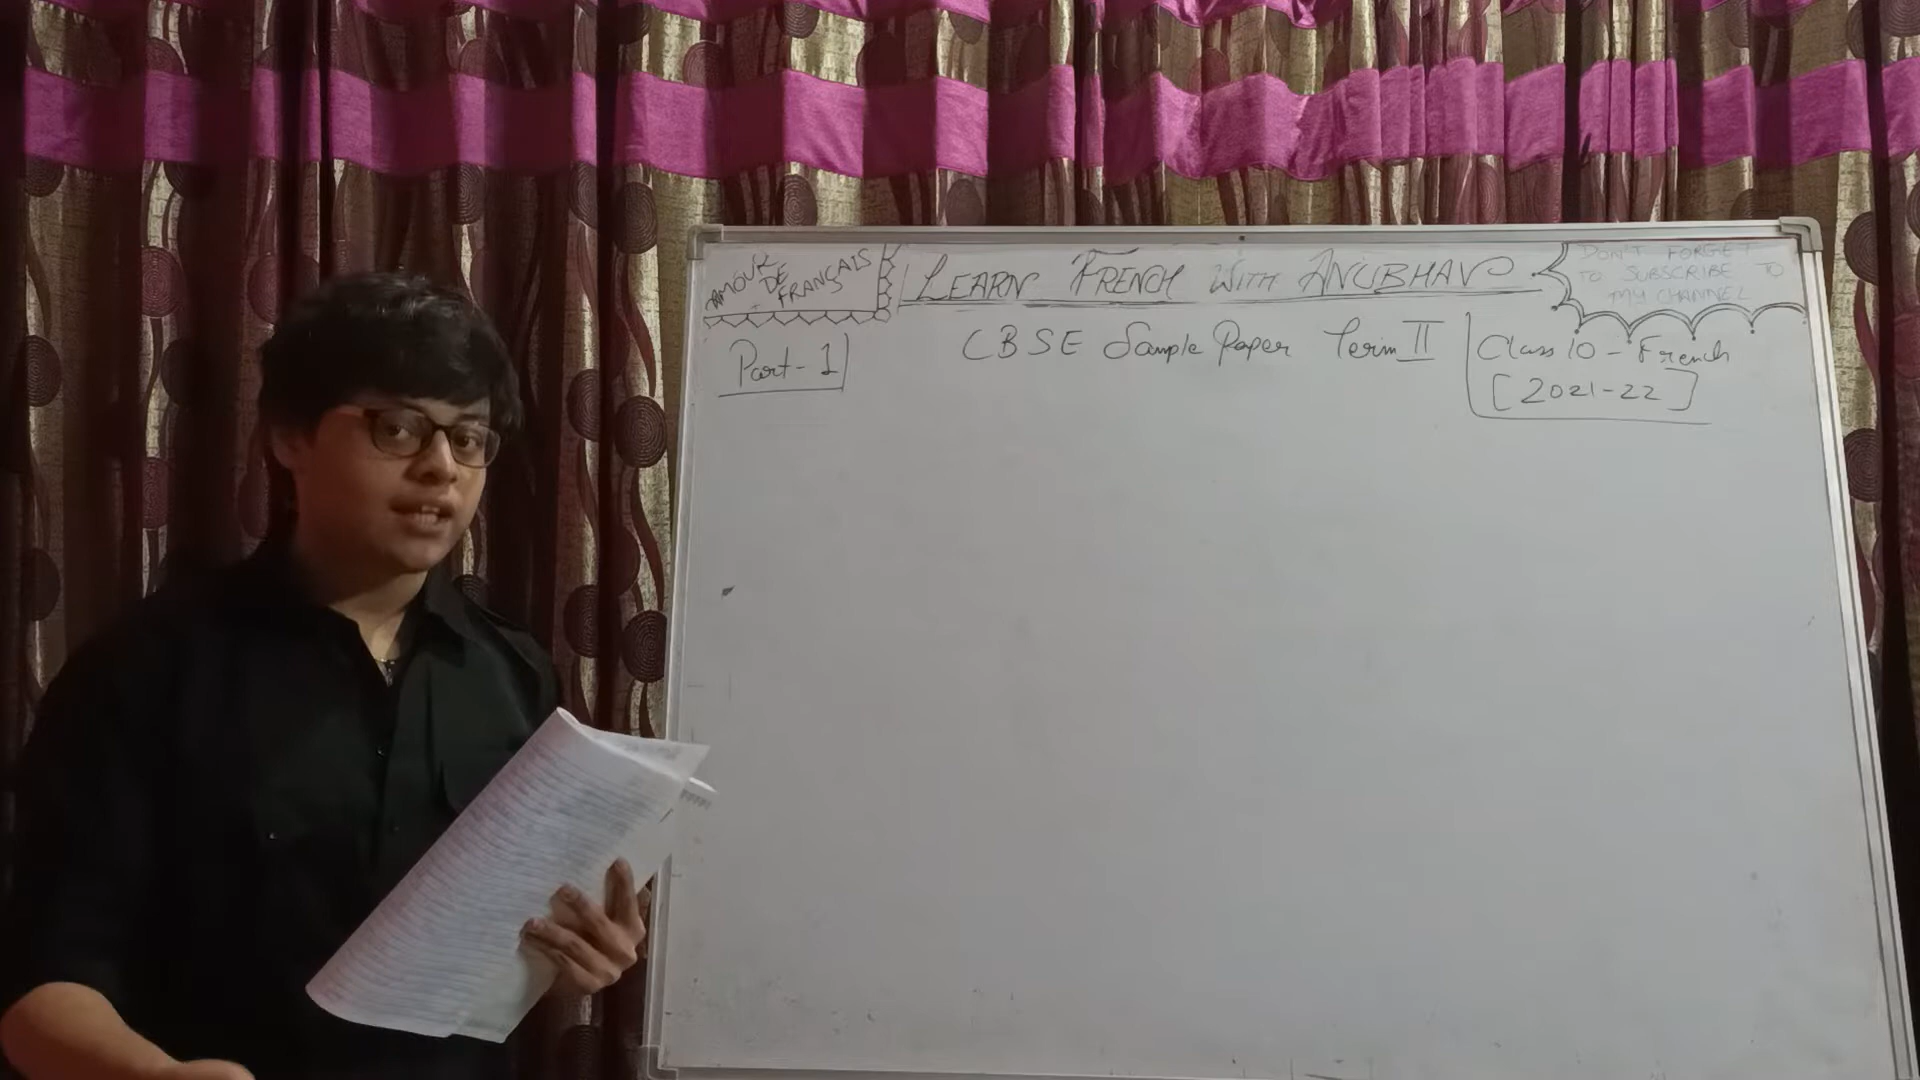 AMOUR
DE
FRANÇAIS
LEARN FRENCH WITH ANUBHAV
DON'T FORGET
TO SUBSCRIBE TO
MY CHANNEL
Part - 1
CBSE Sample Paper Term II
Class 10 - French
[2021-22]